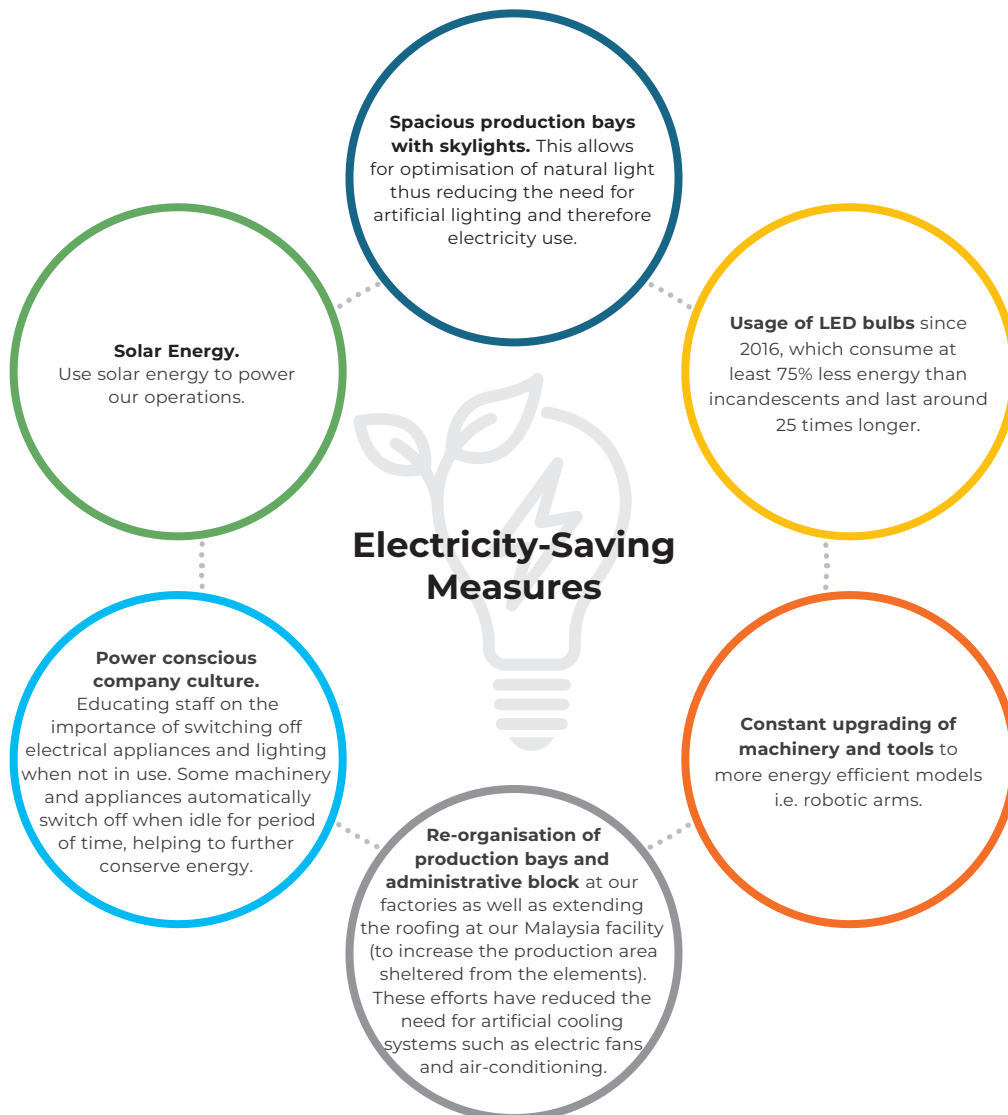 Spacious production bays
with skylights. This allows
for optimisation of natural light
thus reducing the need for
artificial lighting and therefore
electricity use.
Usage of LED bulbs since
2016, which consume at
least 75% less energy than
incandescents and last around
25 times longer.
Solar Energy.
Use solar energy to power
our operations.
Electricity-Saving
Measures
Power conscious
company culture.
Educating staff on the
importance of switching off
electrical appliances and lighting
when not in use. Some machinery
and appliances automatically
switch off when idle for period
of time, helping to further
conserve energy.
Constant upgrading of
machinery and tools to
more energy efficient models
i.e. robotic arms.
Re-organisation of
production bays and
administrative block at our
factories as well as extending
the roofing at our Malaysia facility
(to increase the production area
sheltered from the elements).
These efforts have reduced the
need for artificial cooling
systems such as electric fans
and air-conditioning.